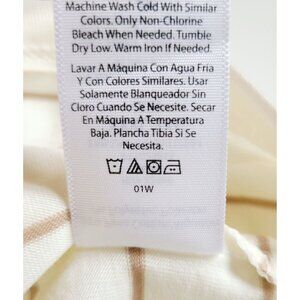 Machine Wash Cold With Similar
Colors. Only Non-Chlorine
Bleach When Needed. Tumble
Dry Low. Warm Iron If Needed.
Lavar A Máquina Con Agua Fría
Y Con Colores Similares. Usar
Solamente Blanqueador Sin
Cloro Cuando Se Necesite. Secar
En Máquina A Temperatura
Baja. Plancha Tibia Si Se
Necesita.
01W